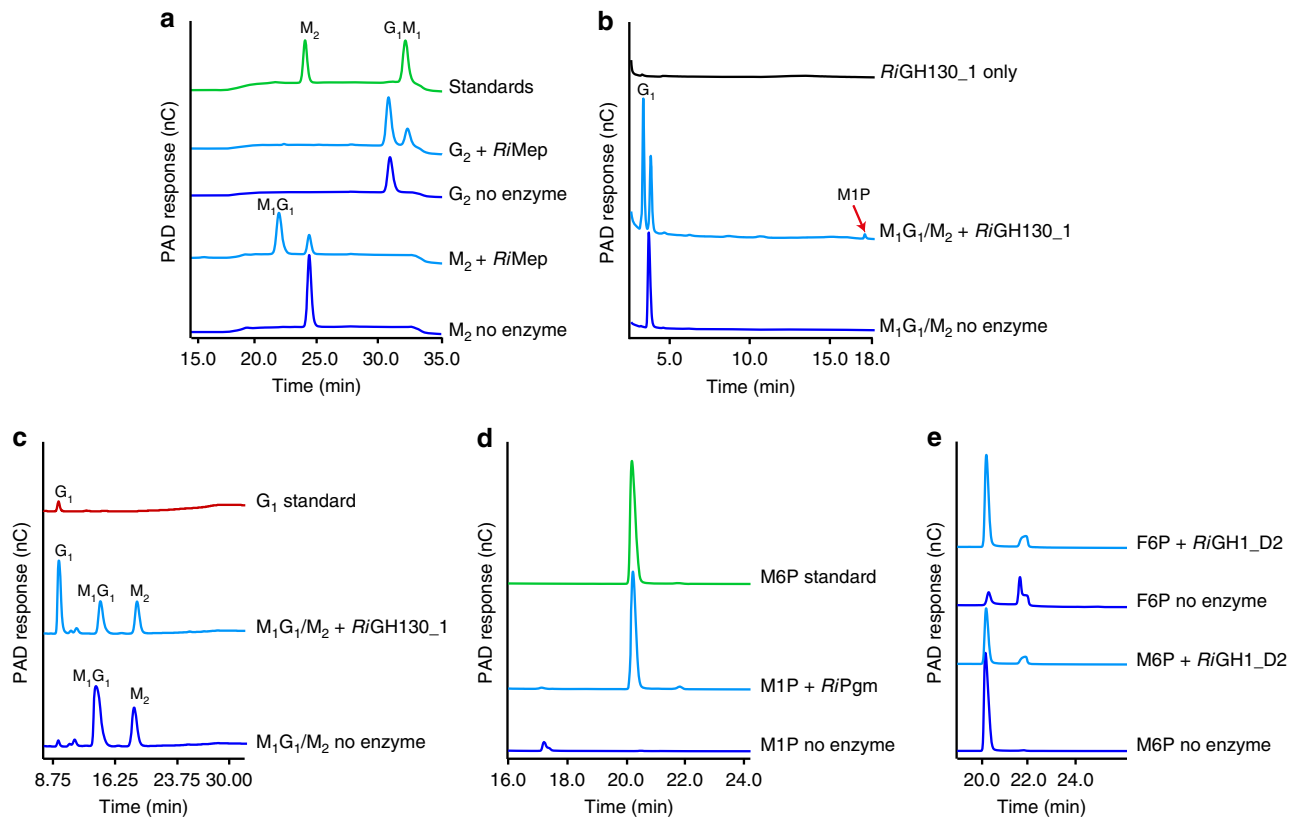 a
M₂
G₁M₁
Standards
G₂ + RiMep
G₂ no enzyme
M₁G₁
M₂ + RiMep
M₂ no enzyme
PAD response (nC)
15.0 20.0 25.0 30.0 35.0
Time (min)
b
RiGH130_1 only
G₁
M1P
M₁G₁/M₂ + RiGH130_1
M₁G₁/M₂ no enzyme
PAD response (nC)
5.0 10.0 15.0 18.0
Time (min)
c
G₁
G₁ standard
G₁
M₁G₁
M₂
M₁G₁/M₂ + RiGH130_1
M₁G₁
M₂
M₁G₁/M₂ no enzyme
PAD response (nC)
8.75 16.25 23.75 30.00
Time (min)
d
M6P standard
M1P + RiPgm
M1P no enzyme
PAD response (nC)
16.0 18.0 20.0 22.0 24.0
Time (min)
e
F6P + RiGH1_D2
F6P no enzyme
M6P + RiGH1_D2
M6P no enzyme
PAD response (nC)
20.0 22.0 24.0
Time (min)